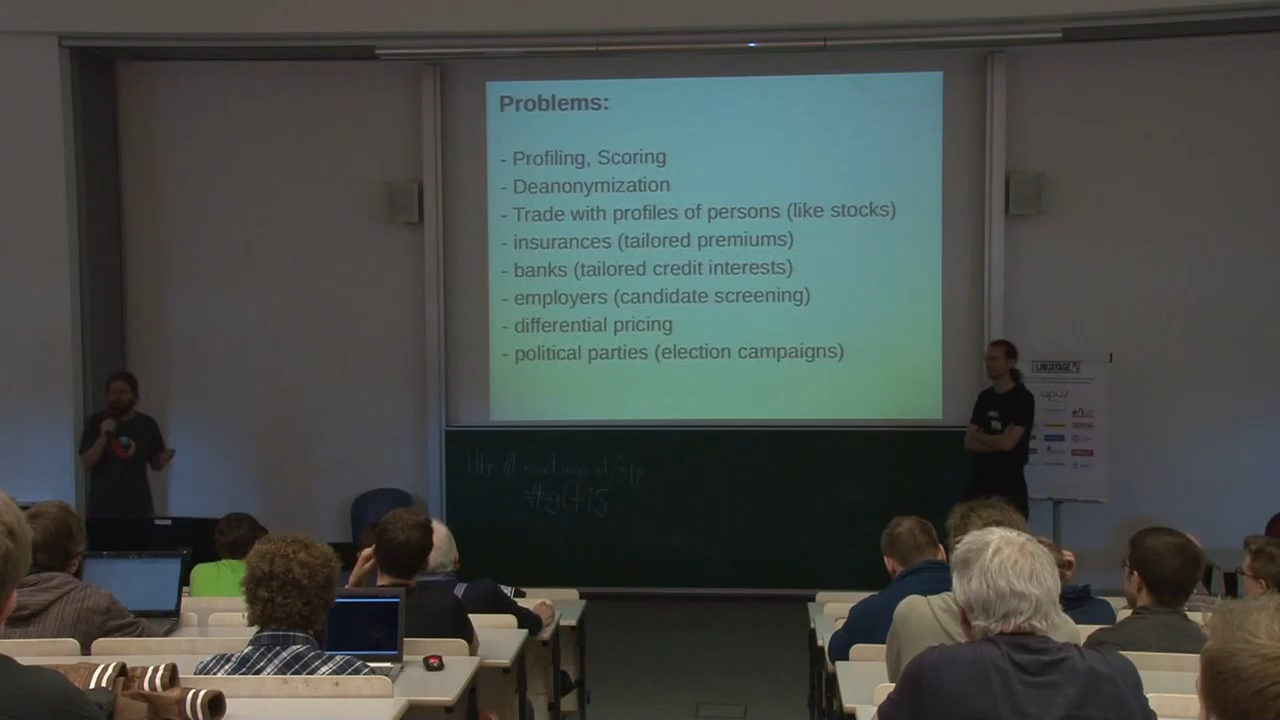 Problems:
- Profiling, Scoring
- Deanonymization
- Trade with profiles of persons (like stocks)
- insurances (tailored premiums)
- banks (tailored credit interests)
- employers (candidate screening)
- differential pricing
- political parties (election campaigns)
LINUXTAGE
#glt15